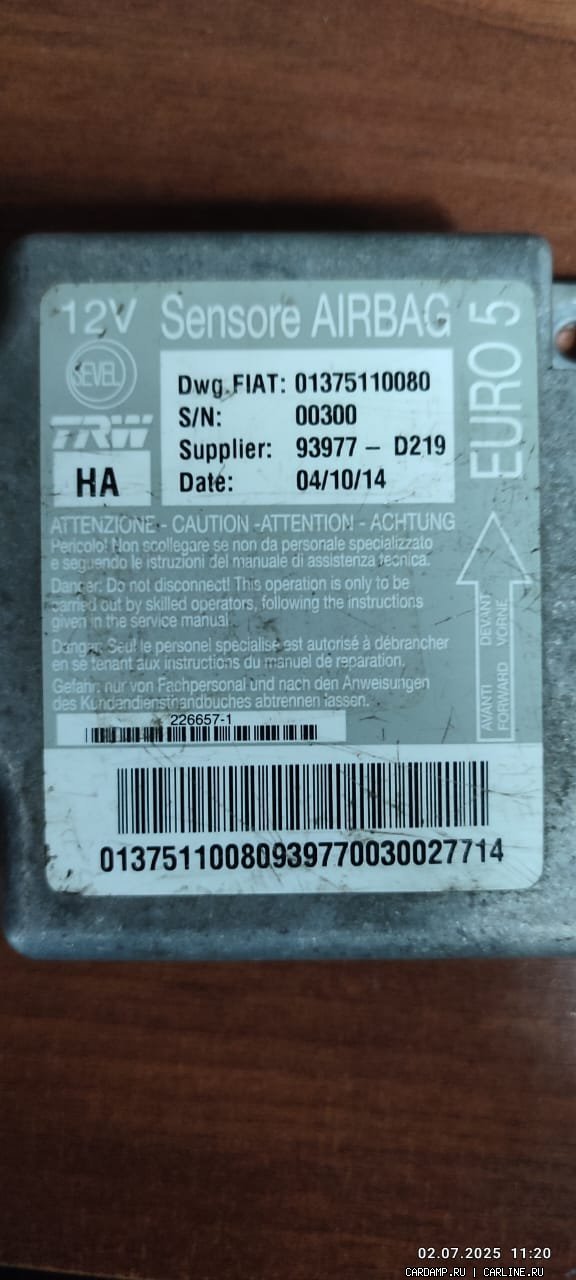 12V Sensore AIRBAG
SEVEL
TRW
HA
Dwg.FIAT: 01375110080
S/N: 00300
Supplier: 93977 - D219
Date: 04/10/14
EURO 5
ATTENZIONE - CAUTION - ATTENTION - ACHTUNG
Pericolo! Non scollegare se non da personale specializzato
e seguendo le istruzioni del manuale di assistenza tecnica.
Danger: Do not disconnect! This operation is only to be
carried out by skilled operators, following the instructions
given in the service manual.
Danger: Seul le personel specialisé est autorisé à débrancher
en se tenant aux instructions du manuel de reparation.
Gefahr: nur von Fachpersonal und nach den Anweisungen
des Kundendiensthandbuches abtrennen lassen.
AVANTI DEVANT
FORWARD VORNE
226657-1
01375110080939770030027714
02.07.2025 11:20
CARDAMP.RU | CARLINE.RU